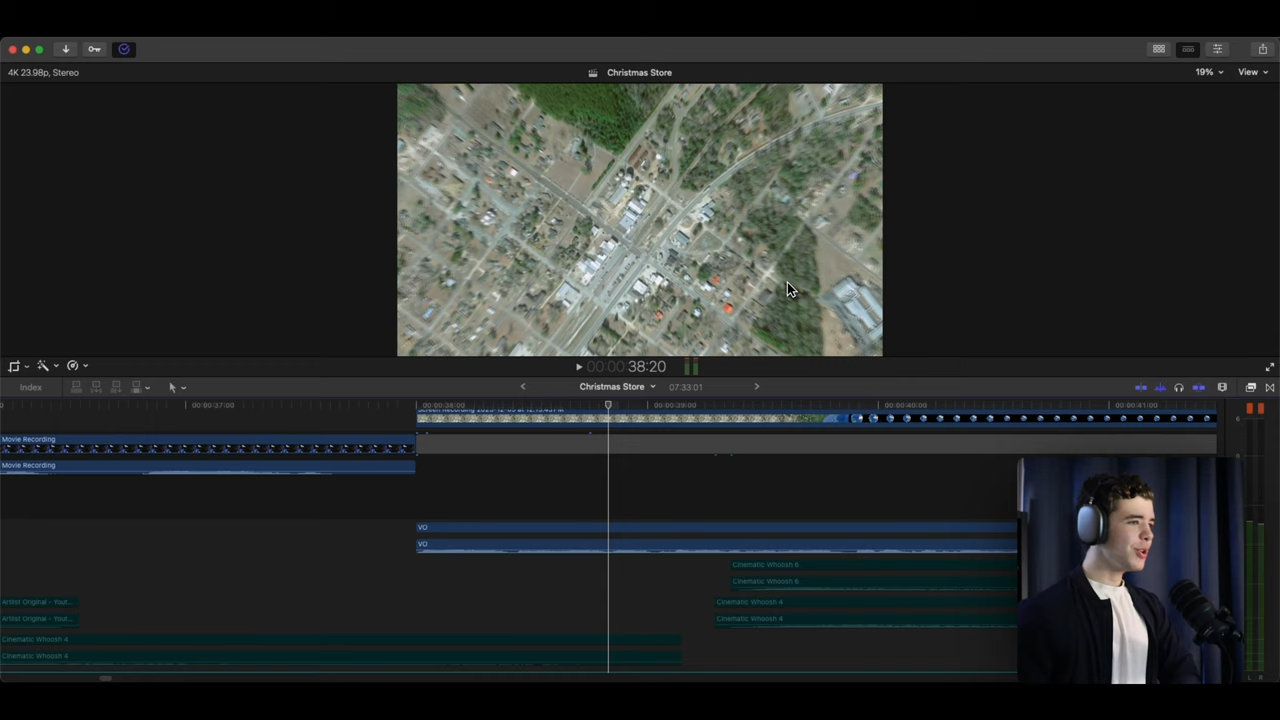 4K 23.98p, Stereo
Christmas Store
19%
View
00:00:00:38:20
Index
Christmas Store
07:33:01
00:00:37:00
00:00:38:00
00:00:39:00
00:00:40:00
00:00:41:00
Movie Recording
Movie Recording
VO
VO
Cinematic Whoosh 6
Cinematic Whoosh 6
Artist Original - Yout...
Cinematic Whoosh 4
Artist Original - Yout...
Cinematic Whoosh 4
Cinematic Whoosh 4
Cinematic Whoosh 4
L R